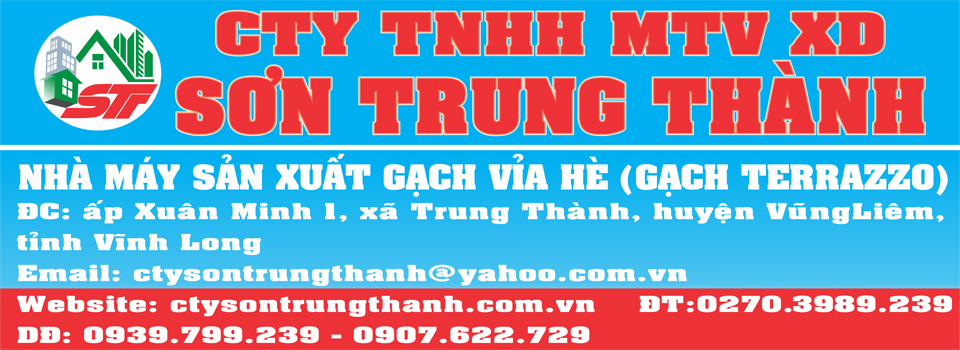 STT
CTY TNHH MTV XD
SƠN TRUNG THÀNH
NHÀ MÁY SẢN XUẤT GẠCH VỈA HÈ (GẠCH TERRAZZO)
ĐC: ấp Xuân Minh 1, xã Trung Thành, huyện VũngLiêm,
tỉnh Vĩnh Long
Email: ctysontrungthanh@yahoo.com.vn
Website: ctysontrungthanh.com.vn ĐT:0270.3989.239
DĐ: 0939.799.239 - 0907.622.729